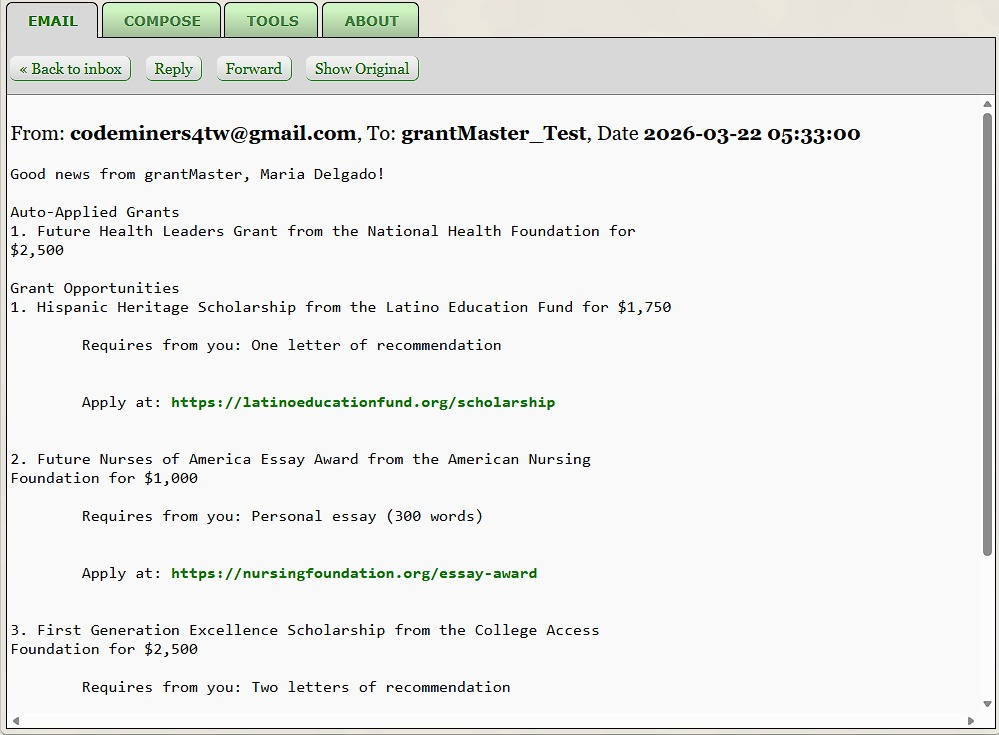 EMAIL COMPOSE TOOLS ABOUT
« Back to inbox Reply Forward Show Original
From: codeminers4tw@gmail.com, To: grantMaster_Test, Date 2026-03-22 05:33:00
Good news from grantMaster, Maria Delgado!
Auto-Applied Grants
1. Future Health Leaders Grant from the National Health Foundation for
$2,500
Grant Opportunities
1. Hispanic Heritage Scholarship from the Latino Education Fund for $1,750
Requires from you: One letter of recommendation
Apply at: https://latinoeducationfund.org/scholarship
2. Future Nurses of America Essay Award from the American Nursing
Foundation for $1,000
Requires from you: Personal essay (300 words)
Apply at: https://nursingfoundation.org/essay-award
3. First Generation Excellence Scholarship from the College Access
Foundation for $2,500
Requires from you: Two letters of recommendation